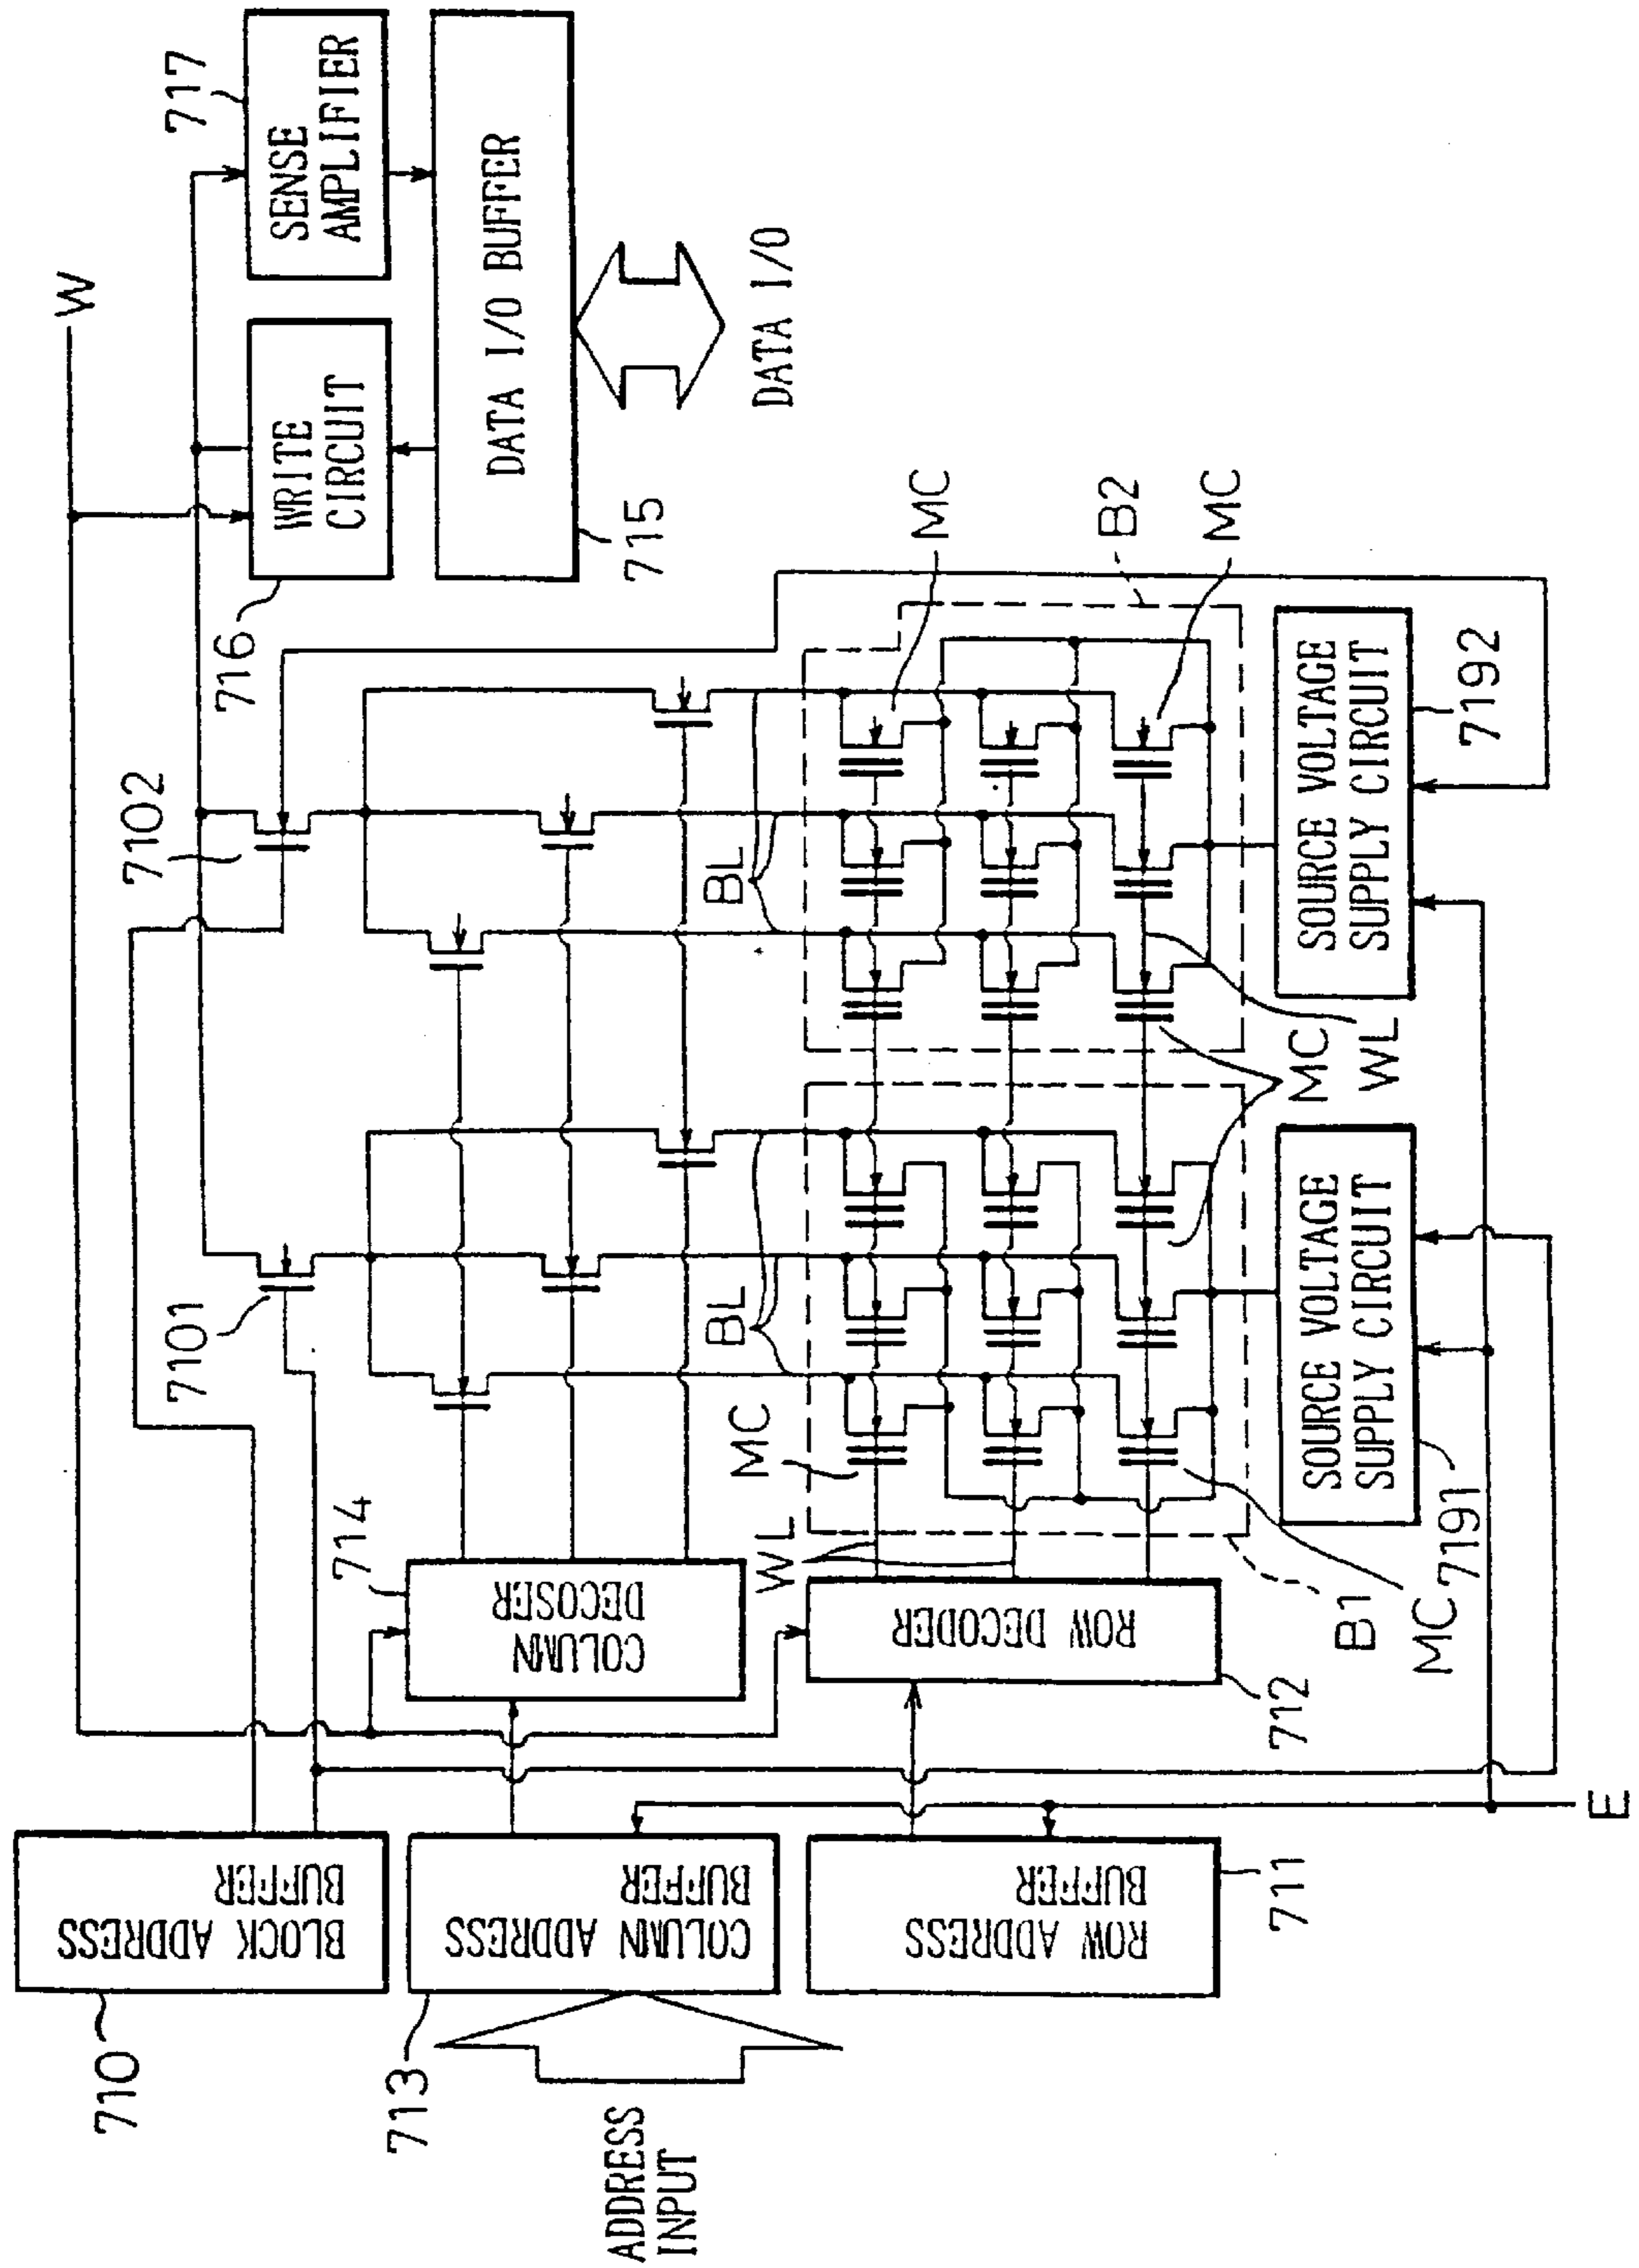 W
717
SENSE
AMPLIFIER
WRITE
CIRCUIT
716
DATA I/O BUFFER
715
DATA I/O
7102
7101
710
BLOCK ADDRESS
BUFFER
713
COLUMN ADDRESS
BUFFER
ADDRESS
INPUT
ROW ADDRESS
BUFFER
711
714
COLUMN
DECOSER
ROW DECODER
712
WL
BL
BL
MC
MC
B2
MC
MC
WL
MC
B1
MC
SOURCE VOLTAGE
SUPPLY CIRCUIT
7191
SOURCE VOLTAGE
SUPPLY CIRCUIT
7192
E